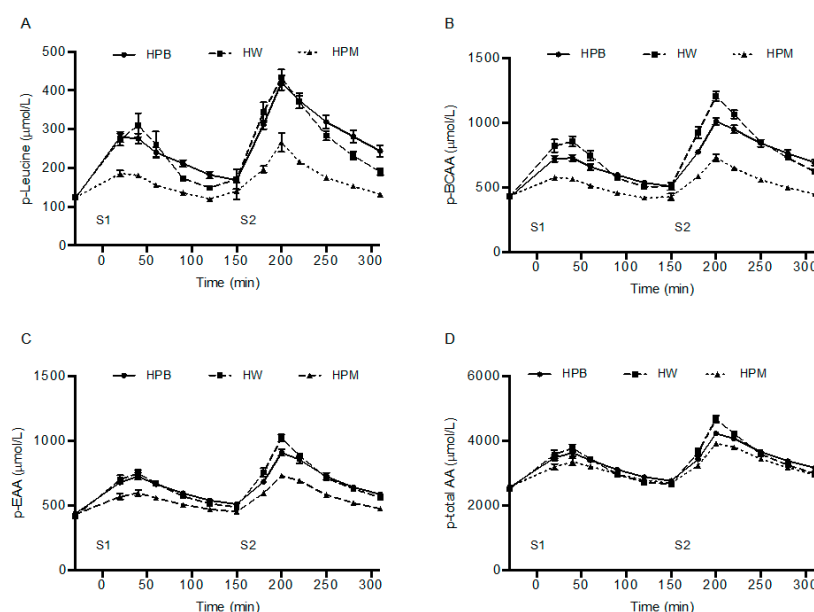 A
HPB HW HPM
500
400
300
200
100
0
p-Leucine (μmol/L)
S1 S2
0 50 100 150 200 250 300
Time (min)
B
HPB HW HPM
1500
1000
500
0
p-BCAA (μmol/L)
S1 S2
0 50 100 150 200 250 300
Time (min)
C
HPB HW HPM
1500
1000
500
0
p-EAA (μmol/L)
S1 S2
0 50 100 150 200 250 300
Time (min)
D
HPB HW HPM
6000
4000
2000
0
p-total AA (μmol/L)
S1 S2
0 50 100 150 200 250 300
Time (min)